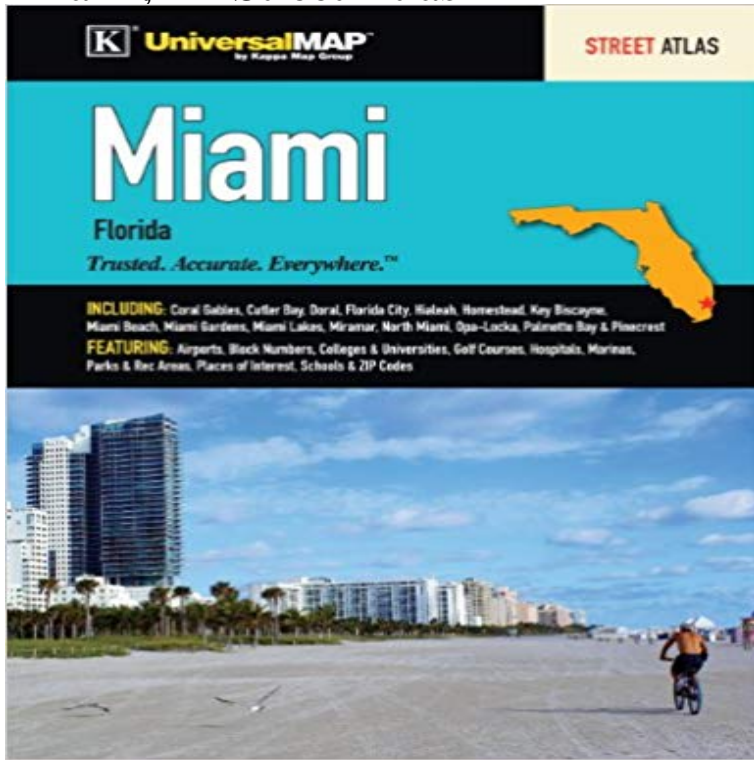 K UniversalMAP™
by Kappa Map Group
STREET ATLAS
Miami
Florida
Trusted. Accurate. Everywhere.™
INCLUDING: Coral Gables, Cutler Bay, Doral, Florida City, Hialeah, Homestead, Key Biscayne,
Miami Beach, Miami Gardens, Miami Lakes, Miramar, North Miami, Opa-Locka, Palmetto Bay & Pinecrest
FEATURING: Airports, Block Numbers, Colleges & Universities, Golf Courses, Hospitals, Marinas,
Parks & Rec Areas, Places of Interest, Schools & ZIP Codes